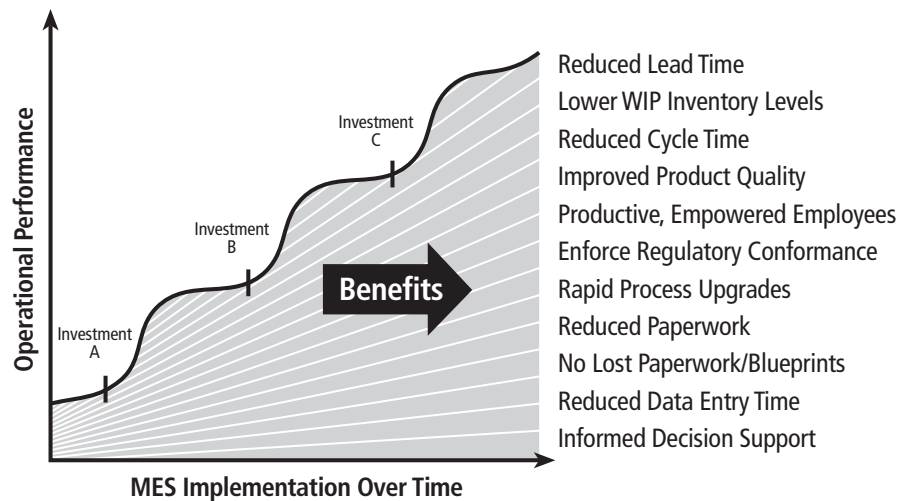 Operational Performance
Investment
A
Investment
B
Investment
C
Benefits
Reduced Lead Time
Lower WIP Inventory Levels
Reduced Cycle Time
Improved Product Quality
Productive, Empowered Employees
Enforce Regulatory Conformance
Rapid Process Upgrades
Reduced Paperwork
No Lost Paperwork/Blueprints
Reduced Data Entry Time
Informed Decision Support
MES Implementation Over Time